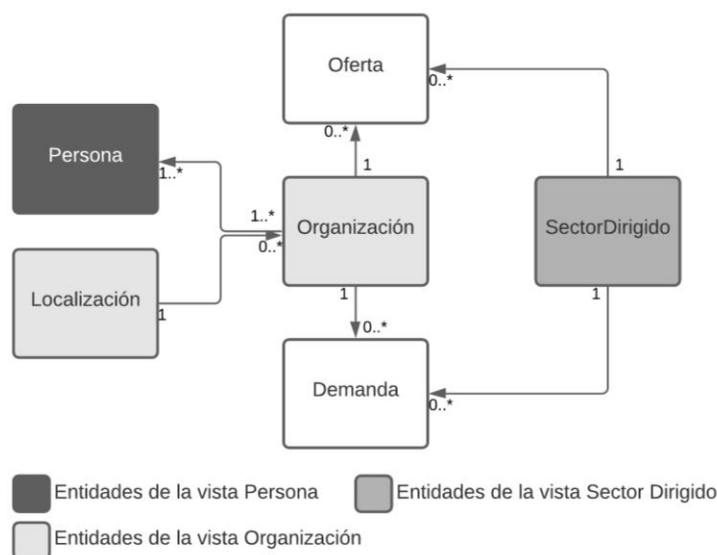 Oferta
0..*
0..*
Persona
1..*
1
1
Organización
SectorDirigido
1..*
0..*
Localización
1
1
1
0..*
Demanda
0..*
Entidades de la vista Persona
Entidades de la vista Sector Dirigido
Entidades de la vista Organización